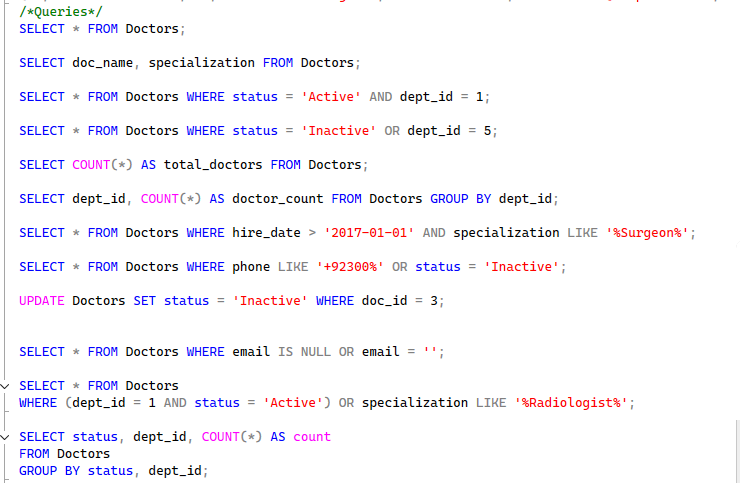 /*Queries*/
SELECT * FROM Doctors;
SELECT doc_name, specialization FROM Doctors;
SELECT * FROM Doctors WHERE status = 'Active' AND dept_id = 1;
SELECT * FROM Doctors WHERE status = 'Inactive' OR dept_id = 5;
SELECT COUNT(*) AS total_doctors FROM Doctors;
SELECT dept_id, COUNT(*) AS doctor_count FROM Doctors GROUP BY dept_id;
SELECT * FROM Doctors WHERE hire_date > '2017-01-01' AND specialization LIKE '%Surgeon%';
SELECT * FROM Doctors WHERE phone LIKE '+92300%' OR status = 'Inactive';
UPDATE Doctors SET status = 'Inactive' WHERE doc_id = 3;
SELECT * FROM Doctors WHERE email IS NULL OR email = '';
SELECT * FROM Doctors
WHERE (dept_id = 1 AND status = 'Active') OR specialization LIKE '%Radiologist%';
SELECT status, dept_id, COUNT(*) AS count
FROM Doctors
GROUP BY status, dept_id;